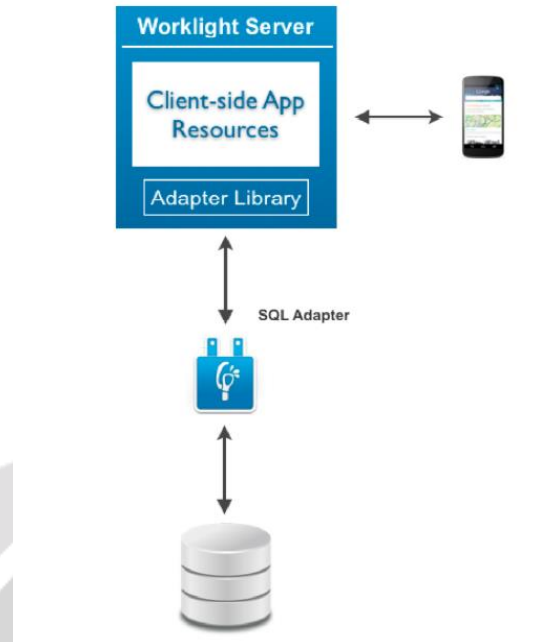 Worklight Server
Client-side App
Resources
Adapter Library
SQL Adapter